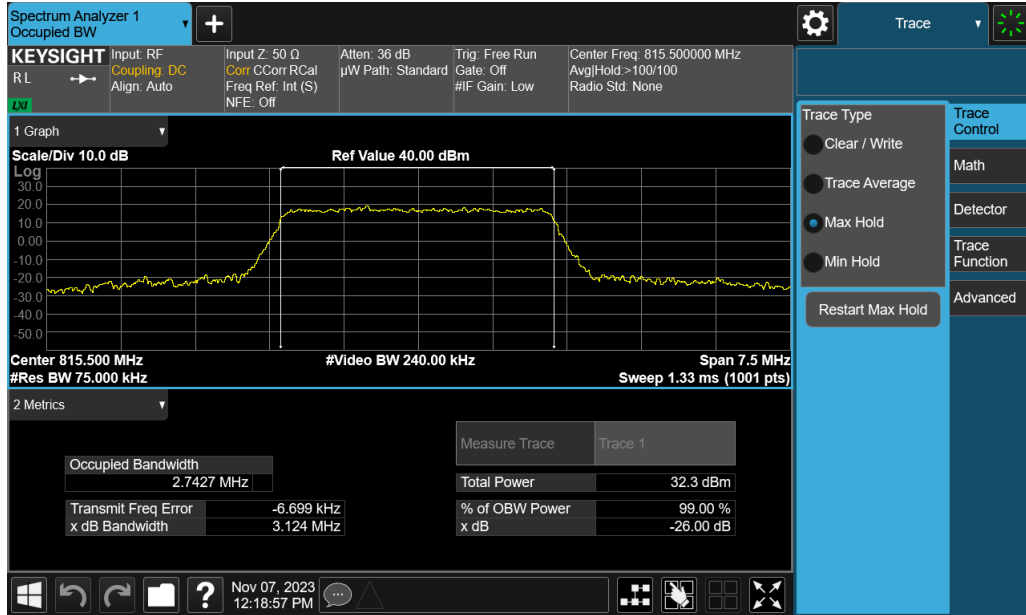 Spectrum Analyzer 1
Occupied BW
Trace
KEYSIGHT
R L
LXI
Input: RF
Coupling: DC
Align: Auto
Input Z: 50 Ω
Corr CCorr RCal
Freq Ref: Int (S)
NFE: Off
Atten: 36 dB
µW Path: Standard
Trig: Free Run
Gate: Off
#IF Gain: Low
Center Freq: 815.500000 MHz
Avg|Hold:>100/100
Radio Std: None
1 Graph
Scale/Div 10.0 dB
Ref Value 40.00 dBm
Log
30.0
20.0
10.0
0.00
-10.0
-20.0
-30.0
-40.0
-50.0
Center 815.500 MHz
#Video BW 240.00 kHz
Span 7.5 MHz
#Res BW 75.000 kHz
Sweep 1.33 ms (1001 pts)
2 Metrics
Measure Trace Trace 1
Occupied Bandwidth
2.7427 MHz
Total Power 32.3 dBm
Transmit Freq Error -6.699 kHz
% of OBW Power 99.00 %
x dB Bandwidth 3.124 MHz
x dB -26.00 dB
Trace Type
Clear / Write
Trace Average
Max Hold
Min Hold
Restart Max Hold
Trace
Control
Math
Detector
Trace
Function
Advanced
?
Nov 07, 2023
12:18:57 PM